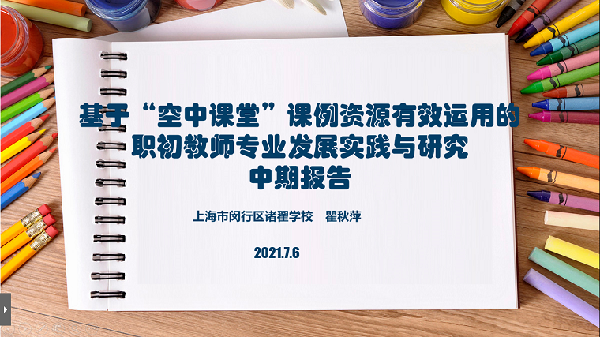 基于“空中课堂”课例资源有效运用的
职初教师专业发展实践与研究
中期报告
上海市闵行区诸翟学校 瞿秋萍
2021.7.6